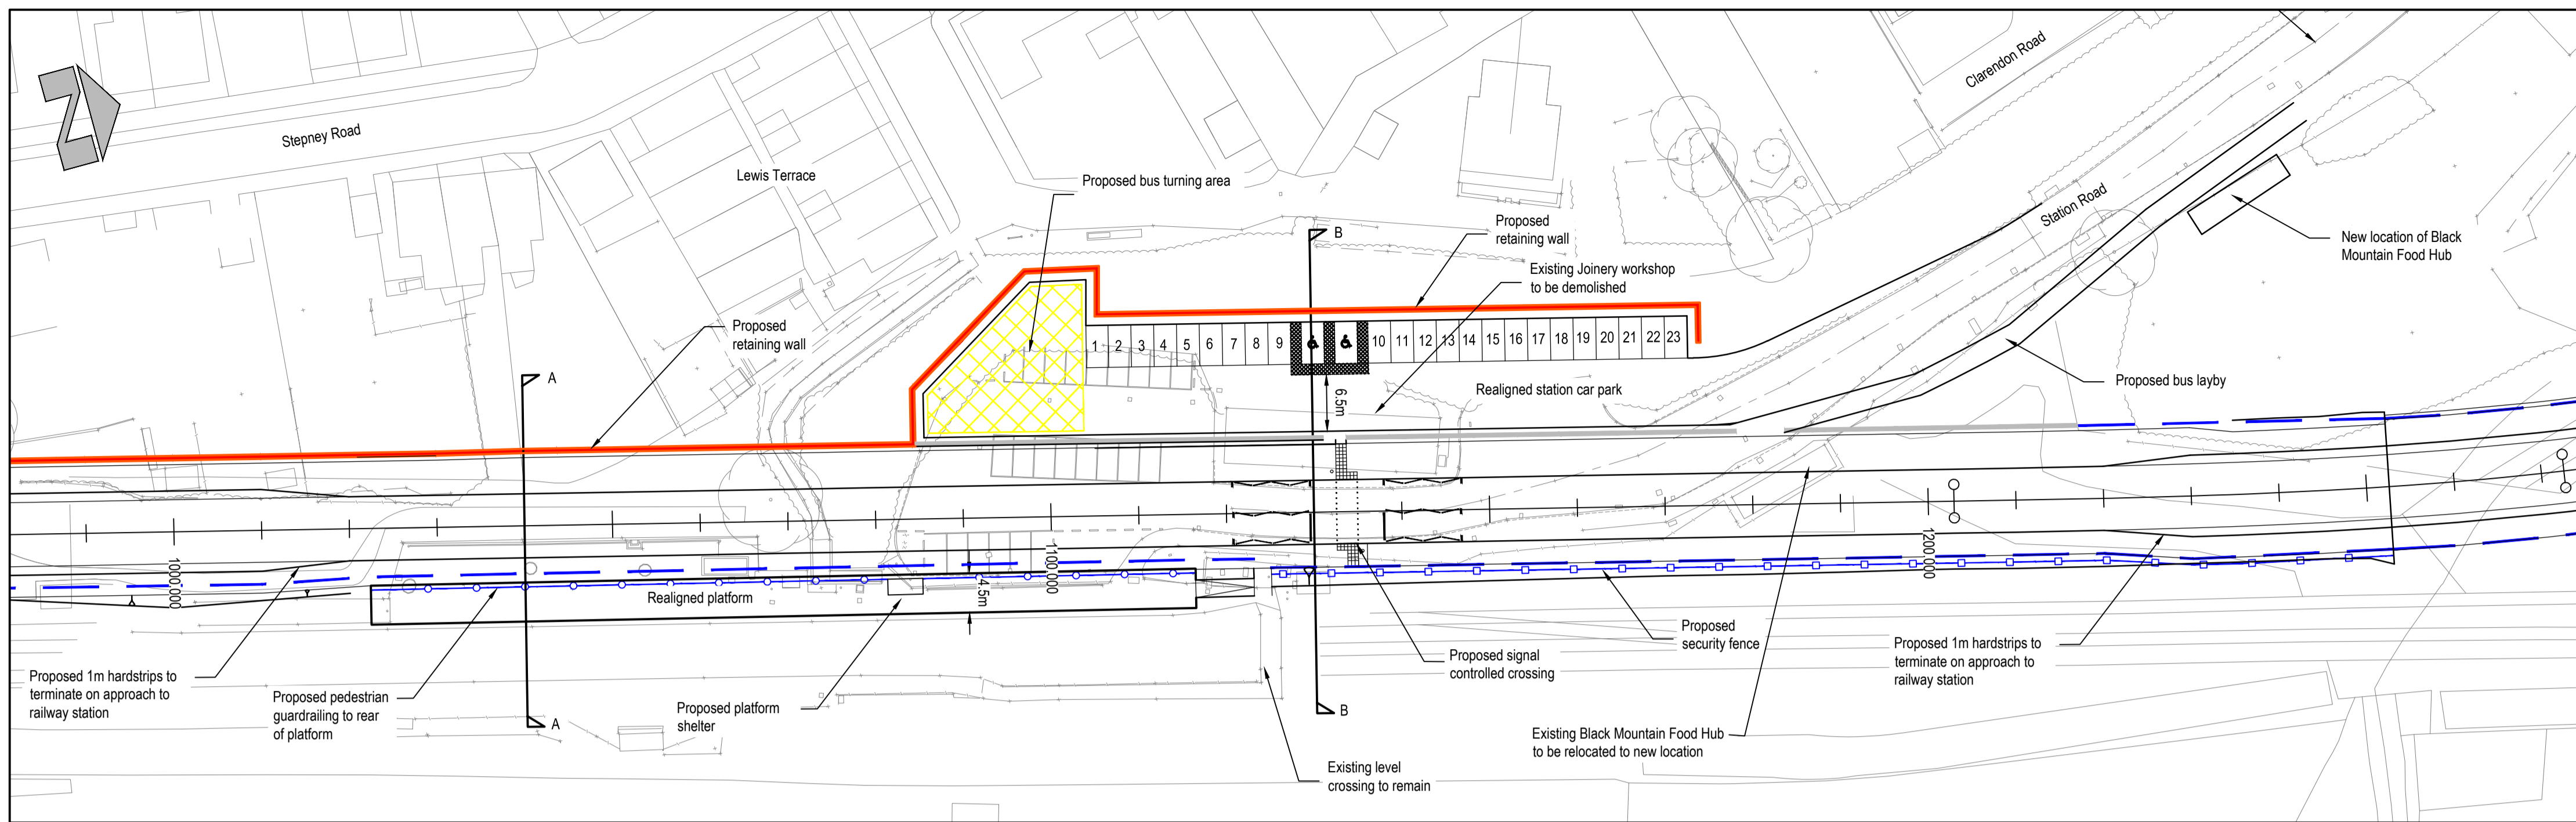 Stepney Road
Lewis Terrace
Clarendon Road
Station Road
Proposed bus turning area
Proposed
retaining wall
B
Existing Joinery workshop
to be demolished
New location of Black
Mountain Food Hub
Proposed
retaining wall
1 2 3 4 5 6 7 8 9 10 11 12 13 14 15 16 17 18 19 20 21 22 23
A
6.5m
Realigned station car park
Proposed bus layby
1000.000
1100.000
1200.000
Realigned platform
4.5m
Proposed 1m hardstrips to
terminate on approach to
railway station
Proposed pedestrian
guardrailing to rear
of platform
A
Proposed platform
shelter
Proposed signal
controlled crossing
Proposed
security fence
Proposed 1m hardstrips to
terminate on approach to
railway station
B
Existing Black Mountain Food Hub
to be relocated to new location
Existing level
crossing to remain